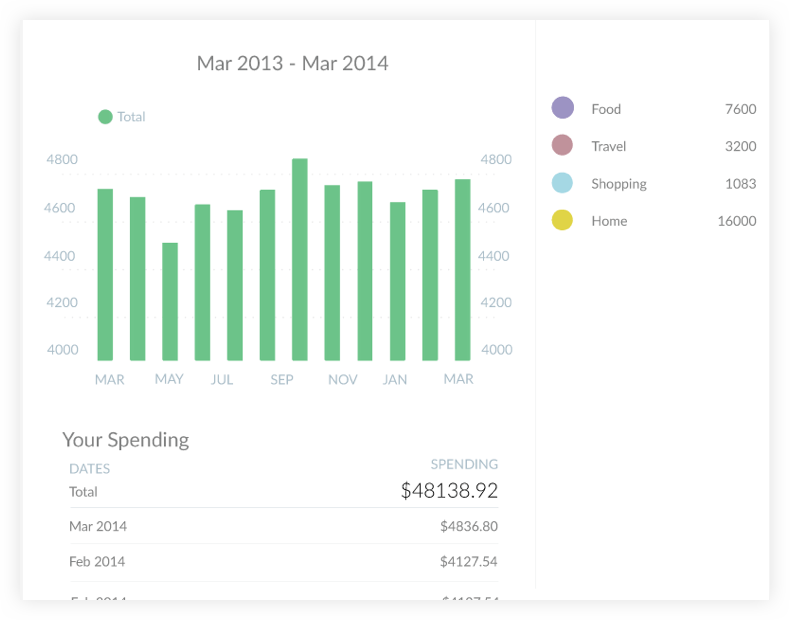 Mar 2013 - Mar 2014
Total
4800 4800
4600 4600
4400 4400
4200 4200
4000 4000
MAR MAY JUL SEP NOV JAN MAR
Your Spending
DATES SPENDING
Total $48138.92
Mar 2014 $4836.80
Feb 2014 $4127.54
Food 7600
Travel 3200
Shopping 1083
Home 16000